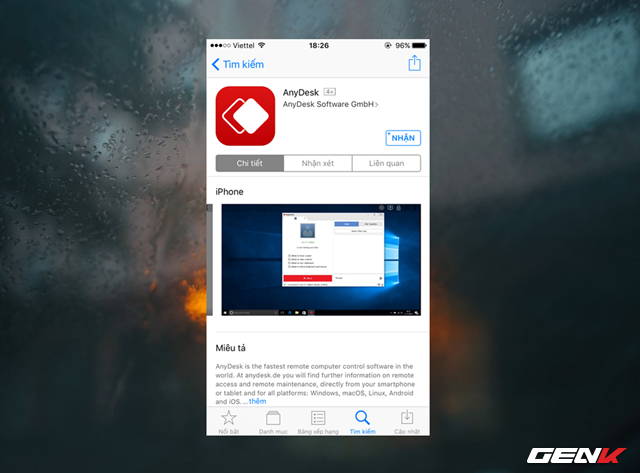 Viettel
18:26
96%
Tìm kiếm
AnyDesk 4+
AnyDesk Software GmbH
NHẬN
Chi tiết
Nhận xét
Liên quan
iPhone
Miêu tả
AnyDesk is the fastest remote computer control software in the
world. At anydesk.de you will find further information on remote
access and remote maintenance, directly from your smartphone
or tablet and for all platforms: Windows, macOS, Linux, Android
and iOS. ... thêm
Nổi bật
Danh mục
Bảng xếp hạng
Tìm kiếm
Cập nhật
GENK